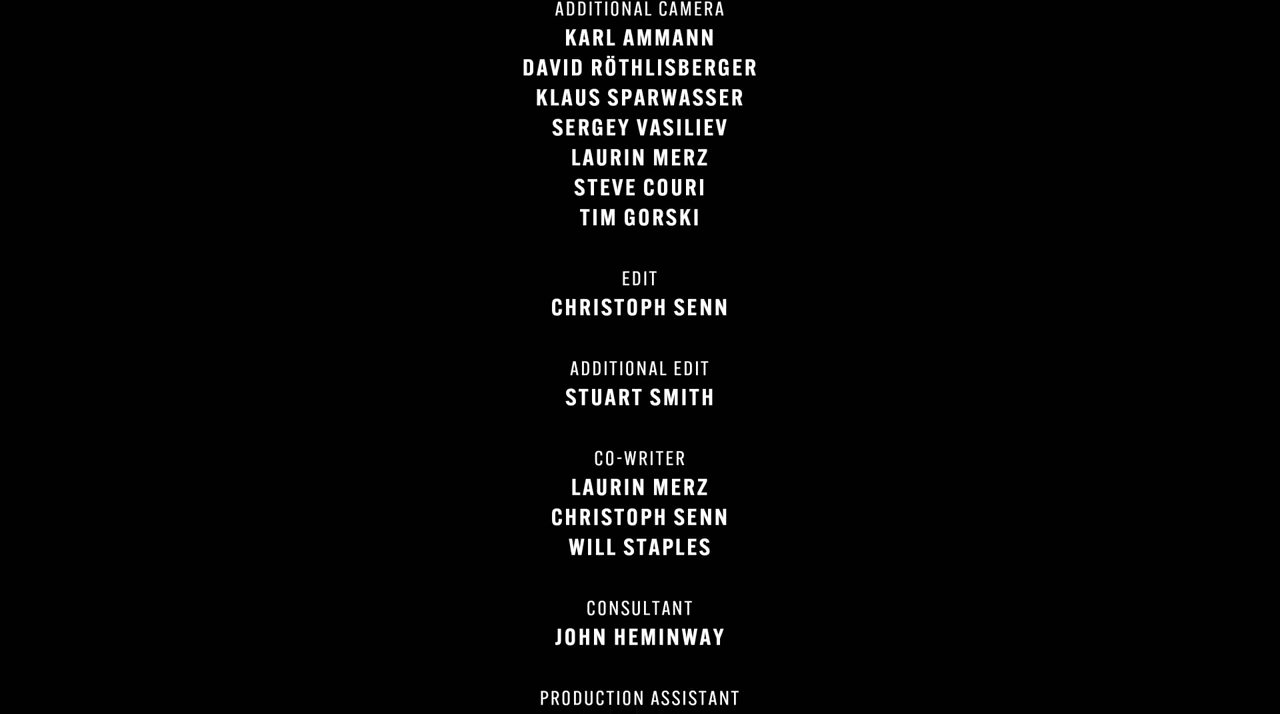 ADDITIONAL CAMERA
KARL AMMANN
DAVID RÖTHLISBERGER
KLAUS SPARWASSER
SERGEY VASILIEV
LAURIN MERZ
STEVE COURI
TIM GORSKI
EDIT
CHRISTOPH SENN
ADDITIONAL EDIT
STUART SMITH
CO-WRITER
LAURIN MERZ
CHRISTOPH SENN
WILL STAPLES
CONSULTANT
JOHN HEMINWAY
PRODUCTION ASSISTANT